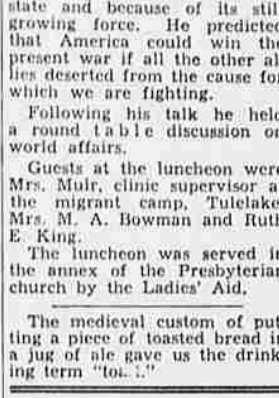 state and because of its still
growing force. He predicted
that America could win the
present war if all the other al-
lies deserted from the cause for
which we are fighting.
Following his talk he held
a round table discussion on
world affairs.
Guests at the luncheon were
Mrs. Muir, clinic supervisor at
the migrant camp, Tulelake,
Mrs. M. A. Bowman and Ruth
E. King.
The luncheon was served in
the annex of the Presbyterian
church by the Ladies' Aid.
The medieval custom of put-
ting a piece of toasted bread in
a jug of ale gave us the drink-
ing term